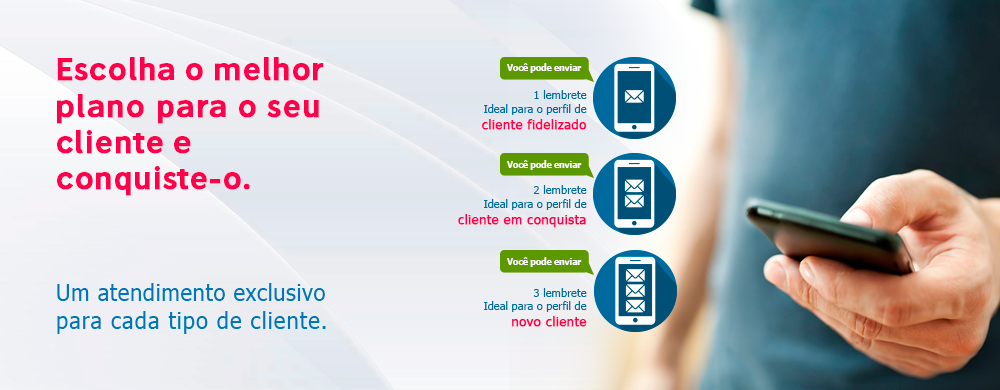 Escolha o melhor
plano para o seu
cliente e
conquiste-o.
Um atendimento exclusivo
para cada tipo de cliente.
Você pode enviar
1 lembrete
Ideal para o perfil de
cliente fidelizado
Você pode enviar
2 lembrete
Ideal para o perfil de
cliente em conquista
Você pode enviar
3 lembrete
Ideal para o perfil de
novo cliente